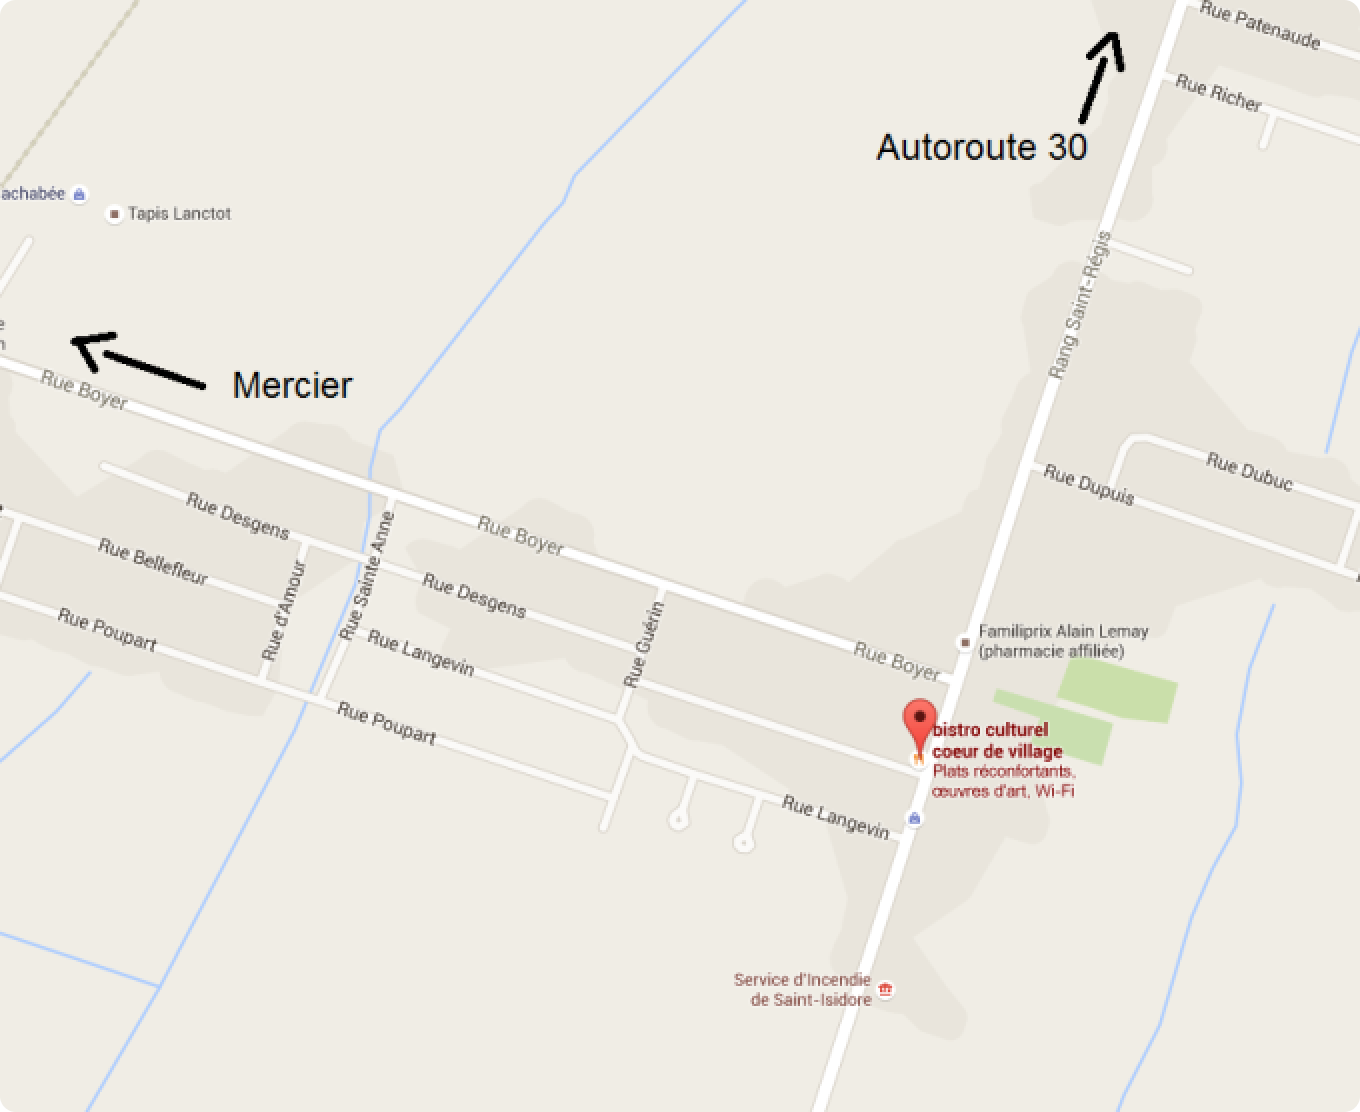 Rue Patenaude
Rue Richer
Autoroute 30
achabée
Tapis Lanctot
Rang Saint-Régis
Mercier
Rue Boyer
Rue Dubuc
Rue Dupuis
Rue Desgens
Rue Boyer
Rue Sainte Anne
Rue Bellefleur
Rue d'Amour
Rue Desgens
Rue Poupart
Rue Langevin
Rue Guérin
Rue Boyer
Familiprix Alain Lemay
(pharmacie affiliée)
Rue Poupart
bistro culturel
coeur de village
Plats réconfortants,
œuvres d'art, Wi-Fi
Rue Langevin
Service d'Incendie
de Saint-Isidore